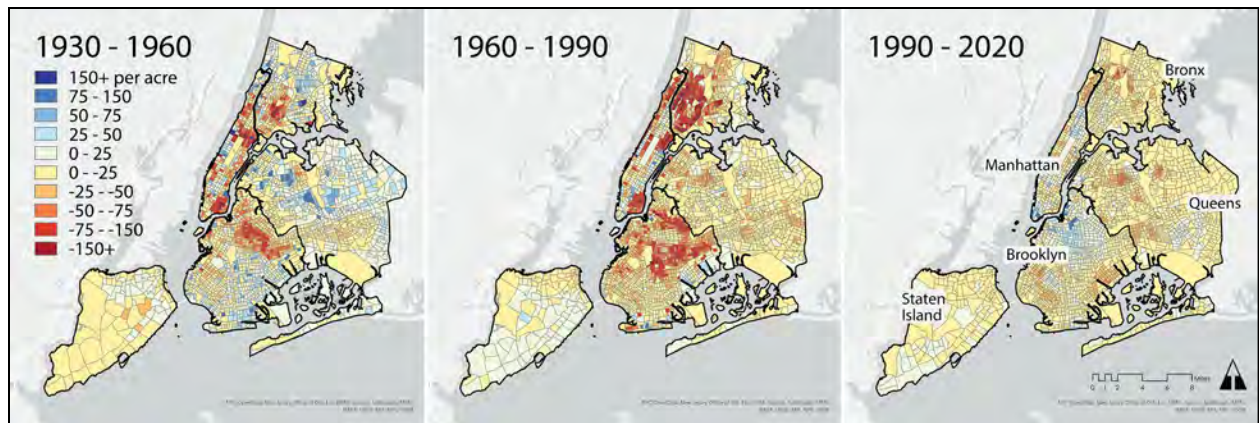 1930 - 1960
150+ per acre
75 - 150
50 - 75
25 - 50
0 - 25
0 - -25
-25 - -50
-50 - -75
-75 - -150
-150+
1960 - 1990
1990 - 2020
Bronx
Manhattan
Queens
Brooklyn
Staten
Island
Miles
0 1 2 4 6 8